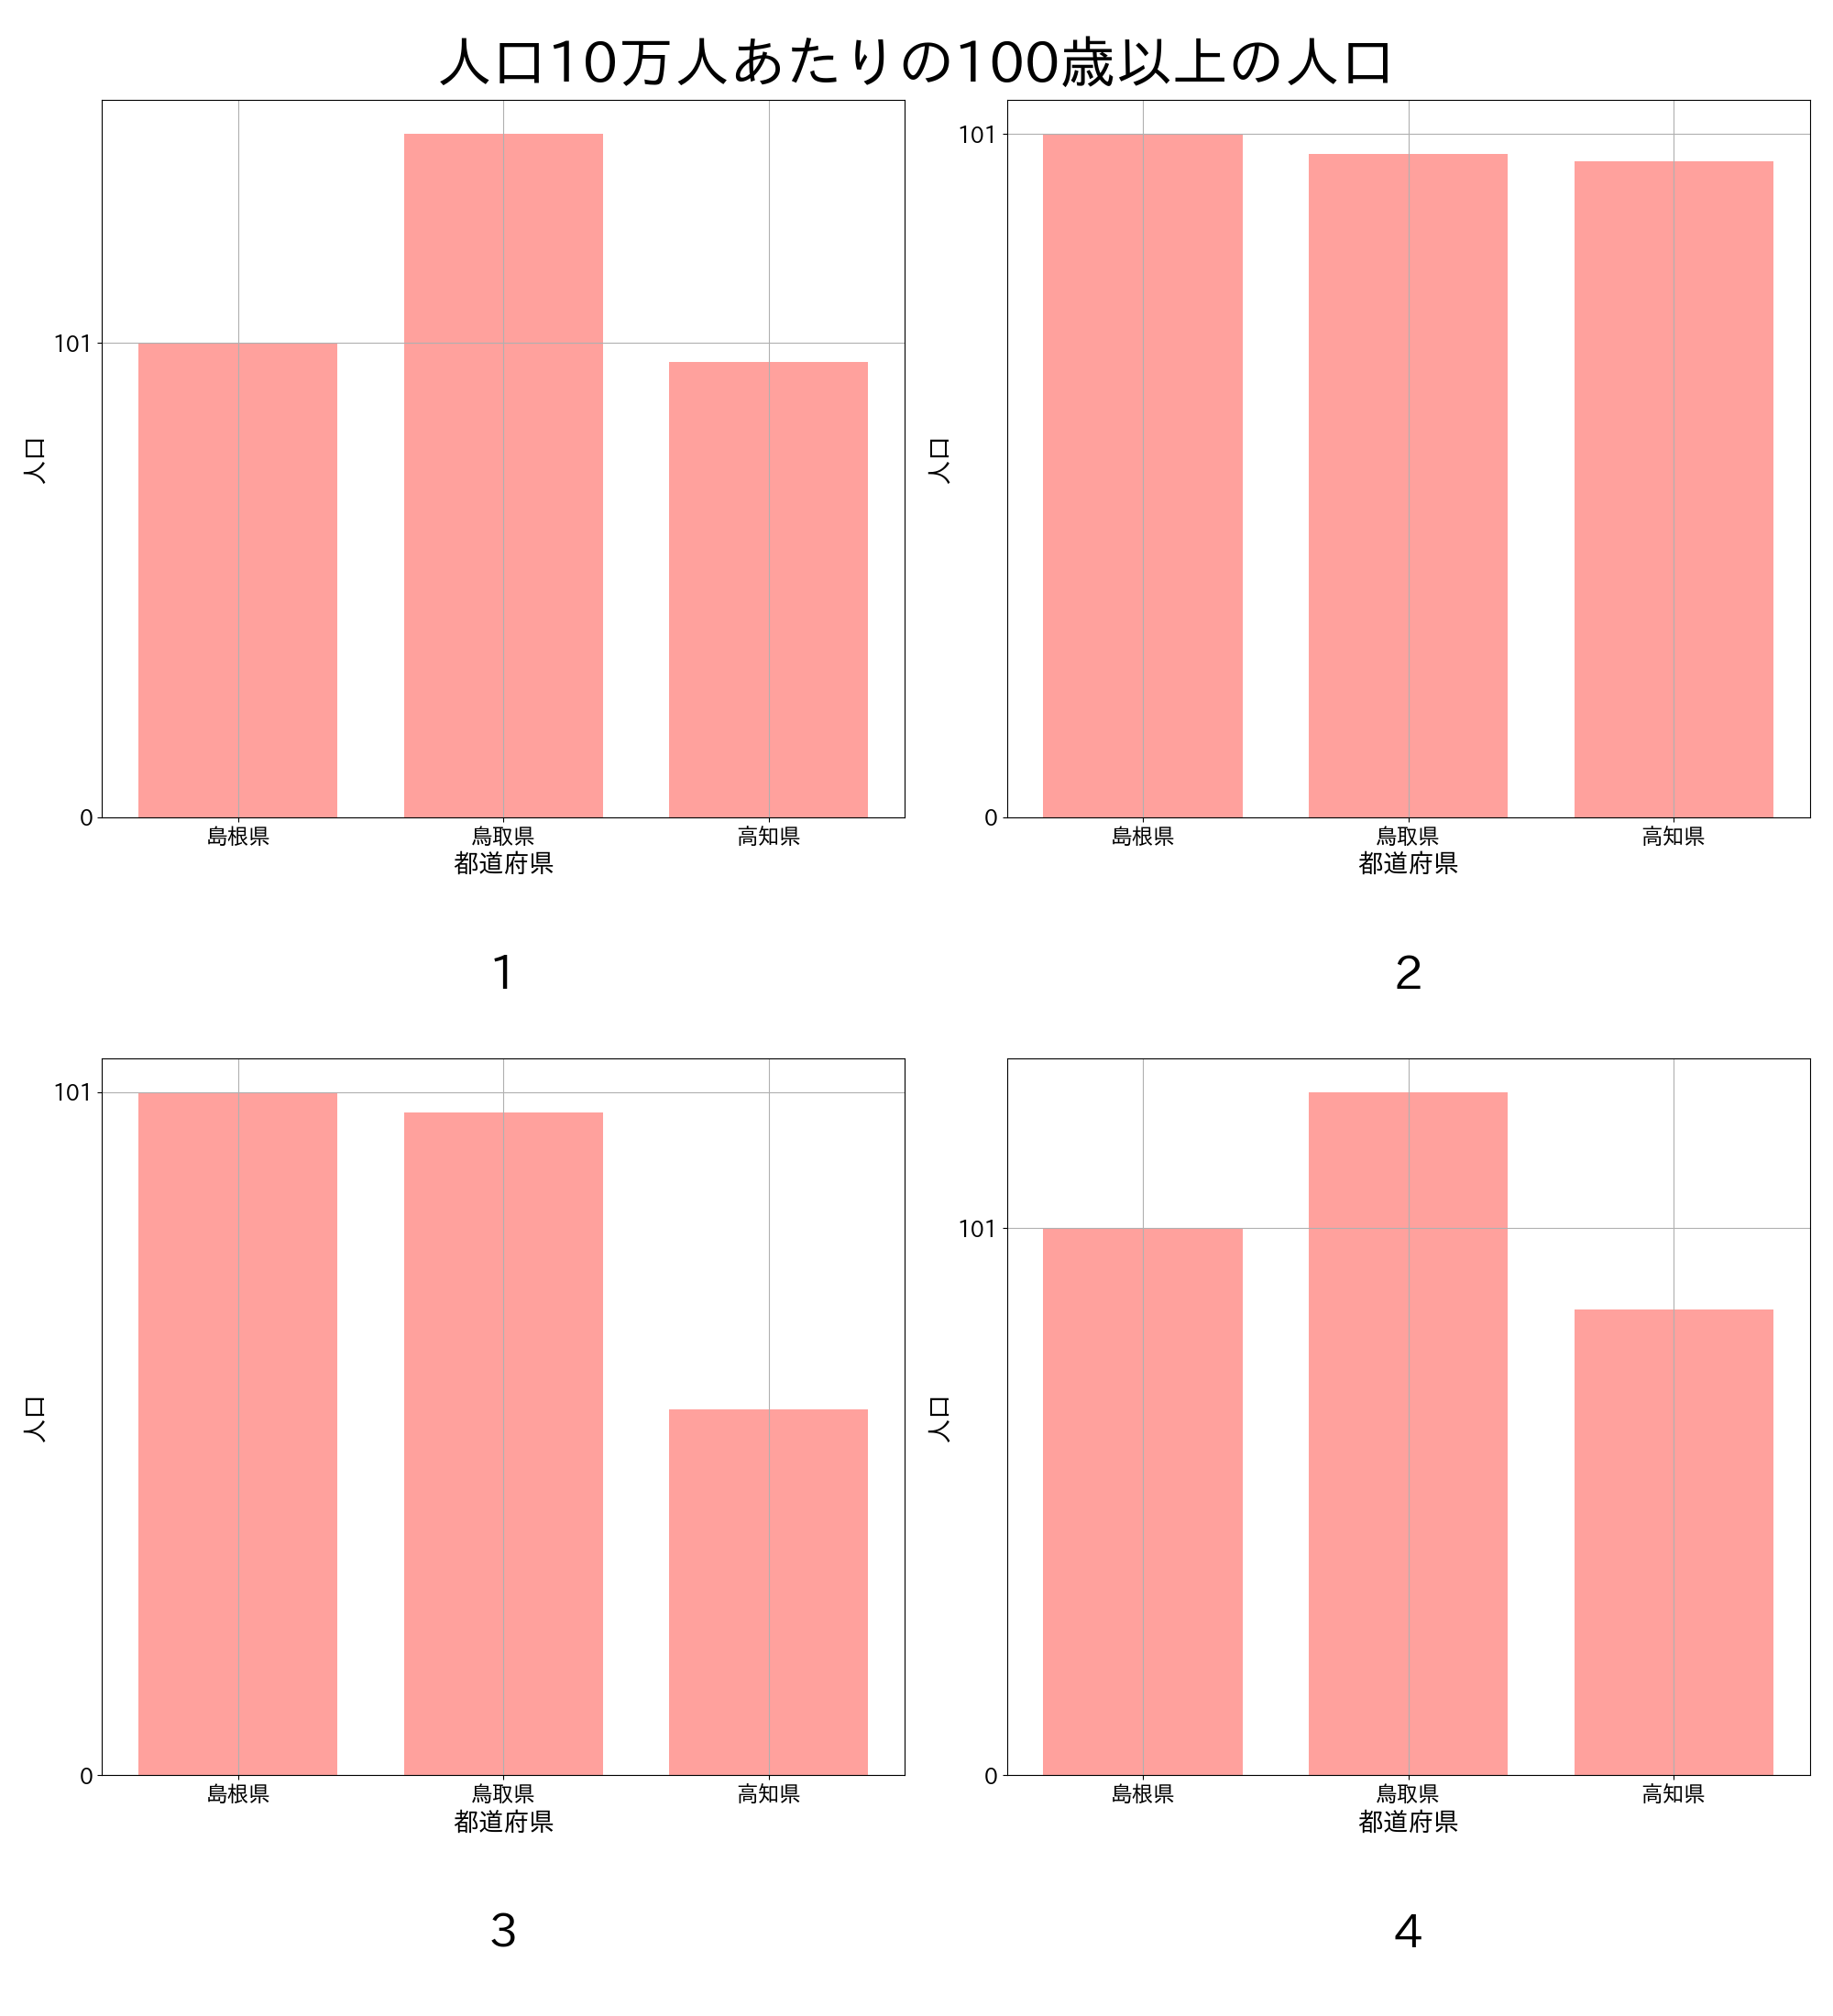 人口10万人あたりの100歳以上の人口
101
0
人口
島根県 鳥取県 高知県
都道府県
1
101
0
人口
島根県 鳥取県 高知県
都道府県
2
101
0
人口
島根県 鳥取県 高知県
都道府県
3
101
0
人口
島根県 鳥取県 高知県
都道府県
4